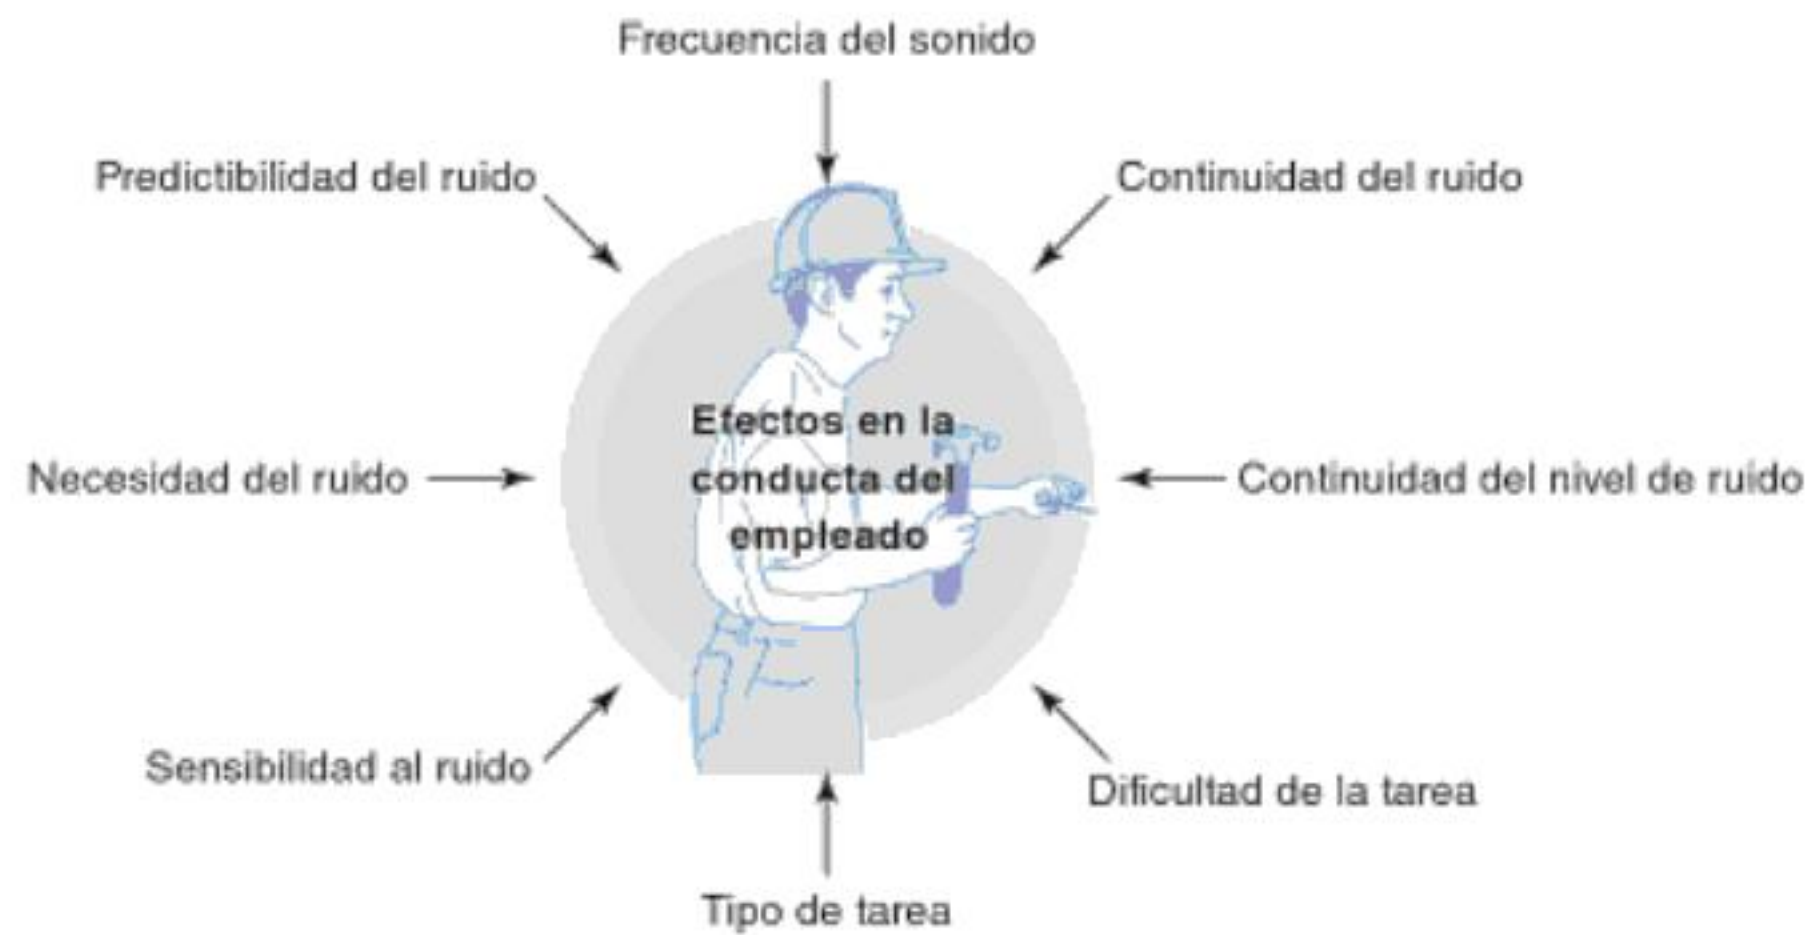 Frecuencia del sonido
Predictibilidad del ruido
Continuidad del ruido
Efectos en la
conducta del
empleado
Necesidad del ruido
Continuidad del nivel de ruido
Sensibilidad al ruido
Dificultad de la tarea
Tipo de tarea